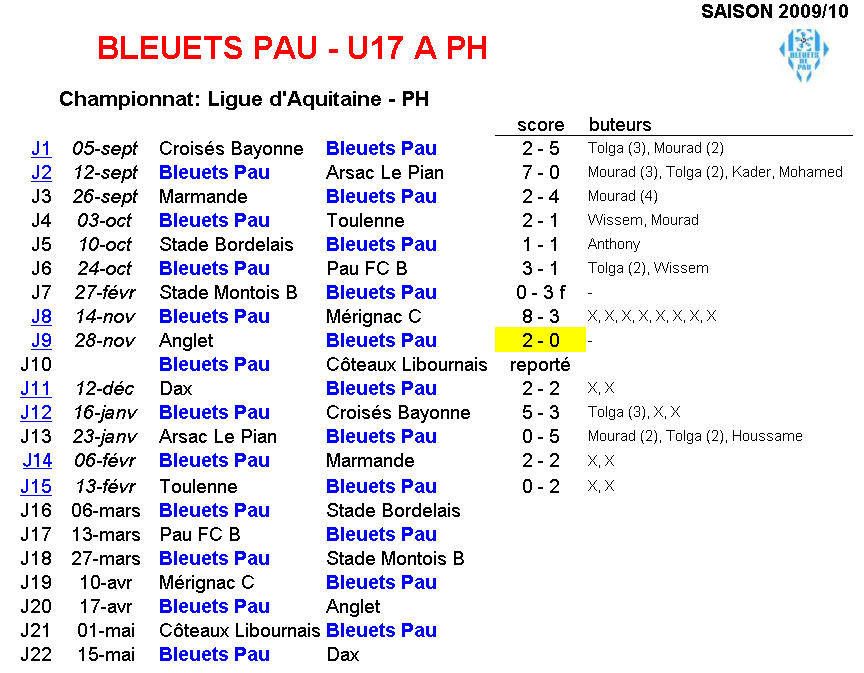 SAISON 2009/10
BLEUETS PAU - U17 A PH
BLEUETS
DE
PAU
Championnat: Ligue d'Aquitaine - PH
score buteurs
J1 05-sept Croisés Bayonne Bleuets Pau 2 - 5 Tolga (3), Mourad (2)
J2 12-sept Bleuets Pau Arsac Le Pian 7 - 0 Mourad (3), Tolga (2), Kader, Mohamed
J3 26-sept Marmande Bleuets Pau 2 - 4 Mourad (4)
J4 03-oct Bleuets Pau Toulenne 2 - 1 Wissem, Mourad
J5 10-oct Stade Bordelais Bleuets Pau 1 - 1 Anthony
J6 24-oct Bleuets Pau Pau FC B 3 - 1 Tolga (2), Wissem
J7 27-févr Stade Montois B Bleuets Pau 0 - 3 f -
J8 14-nov Bleuets Pau Mérignac C 8 - 3 X, X, X, X, X, X, X, X
J9 28-nov Anglet Bleuets Pau 2 - 0 -
J10 Bleuets Pau Côteaux Libournais reporté
J11 12-déc Dax Bleuets Pau 2 - 2 X, X
J12 16-janv Bleuets Pau Croisés Bayonne 5 - 3 Tolga (3), X, X
J13 23-janv Arsac Le Pian Bleuets Pau 0 - 5 Mourad (2), Tolga (2), Houssame
J14 06-févr Bleuets Pau Marmande 2 - 2 X, X
J15 13-févr Toulenne Bleuets Pau 0 - 2 X, X
J16 06-mars Bleuets Pau Stade Bordelais
J17 13-mars Pau FC B Bleuets Pau
J18 27-mars Bleuets Pau Stade Montois B
J19 10-avr Mérignac C Bleuets Pau
J20 17-avr Bleuets Pau Anglet
J21 01-mai Côteaux Libournais Bleuets Pau
J22 15-mai Bleuets Pau Dax